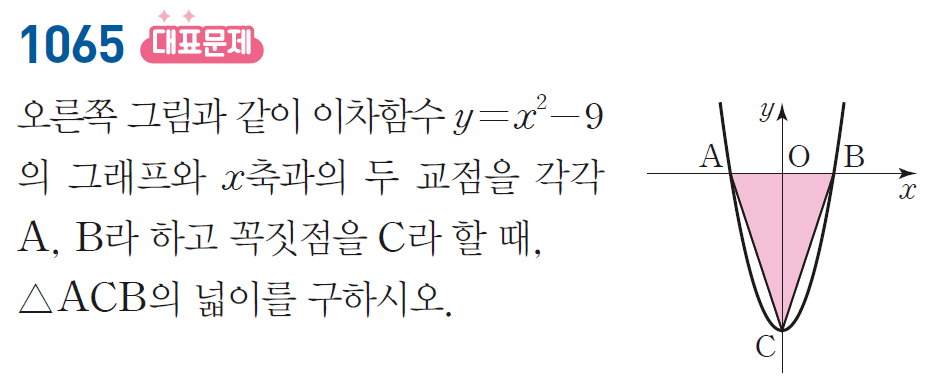 1065 대표문제
오른쪽 그림과 같이 이차함수 y=x²-9
의 그래프와 x축과의 두 교점을 각각
A, B라 하고 꼭짓점을 C라 할 때,
△ACB의 넓이를 구하시오.
y
A O B
x
C